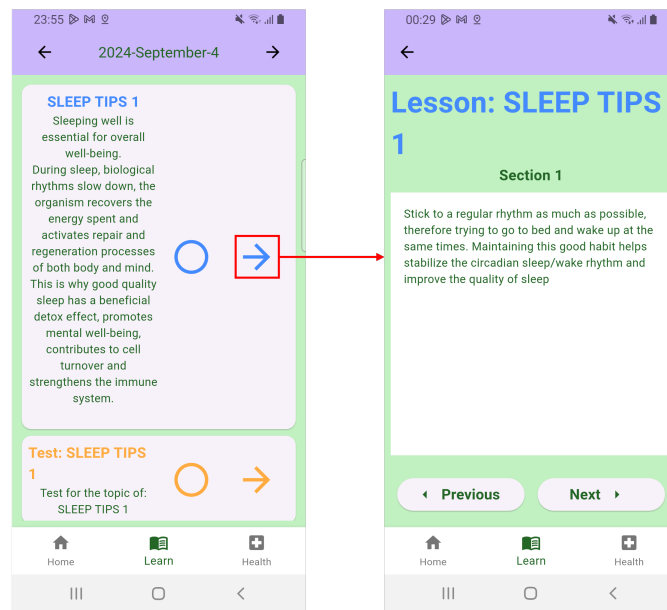 23:55
2024-September-4
SLEEP TIPS 1
Sleeping well is
essential for overall
well-being.
During sleep, biological
rhythms slow down, the
organism recovers the
energy spent and
activates repair and
regeneration processes
of both body and mind.
This is why good quality
sleep has a beneficial
detox effect, promotes
mental well-being,
contributes to cell
turnover and
strengthens the immune
system.
Test: SLEEP TIPS
1
Test for the topic of:
SLEEP TIPS 1
Home
Learn
Health
00:29
Lesson: SLEEP TIPS
1
Section 1
Stick to a regular rhythm as much as possible,
therefore trying to go to bed and wake up at the
same times. Maintaining this good habit helps
stabilize the circadian sleep/wake rhythm and
improve the quality of sleep
Previous
Next
Home
Learn
Health